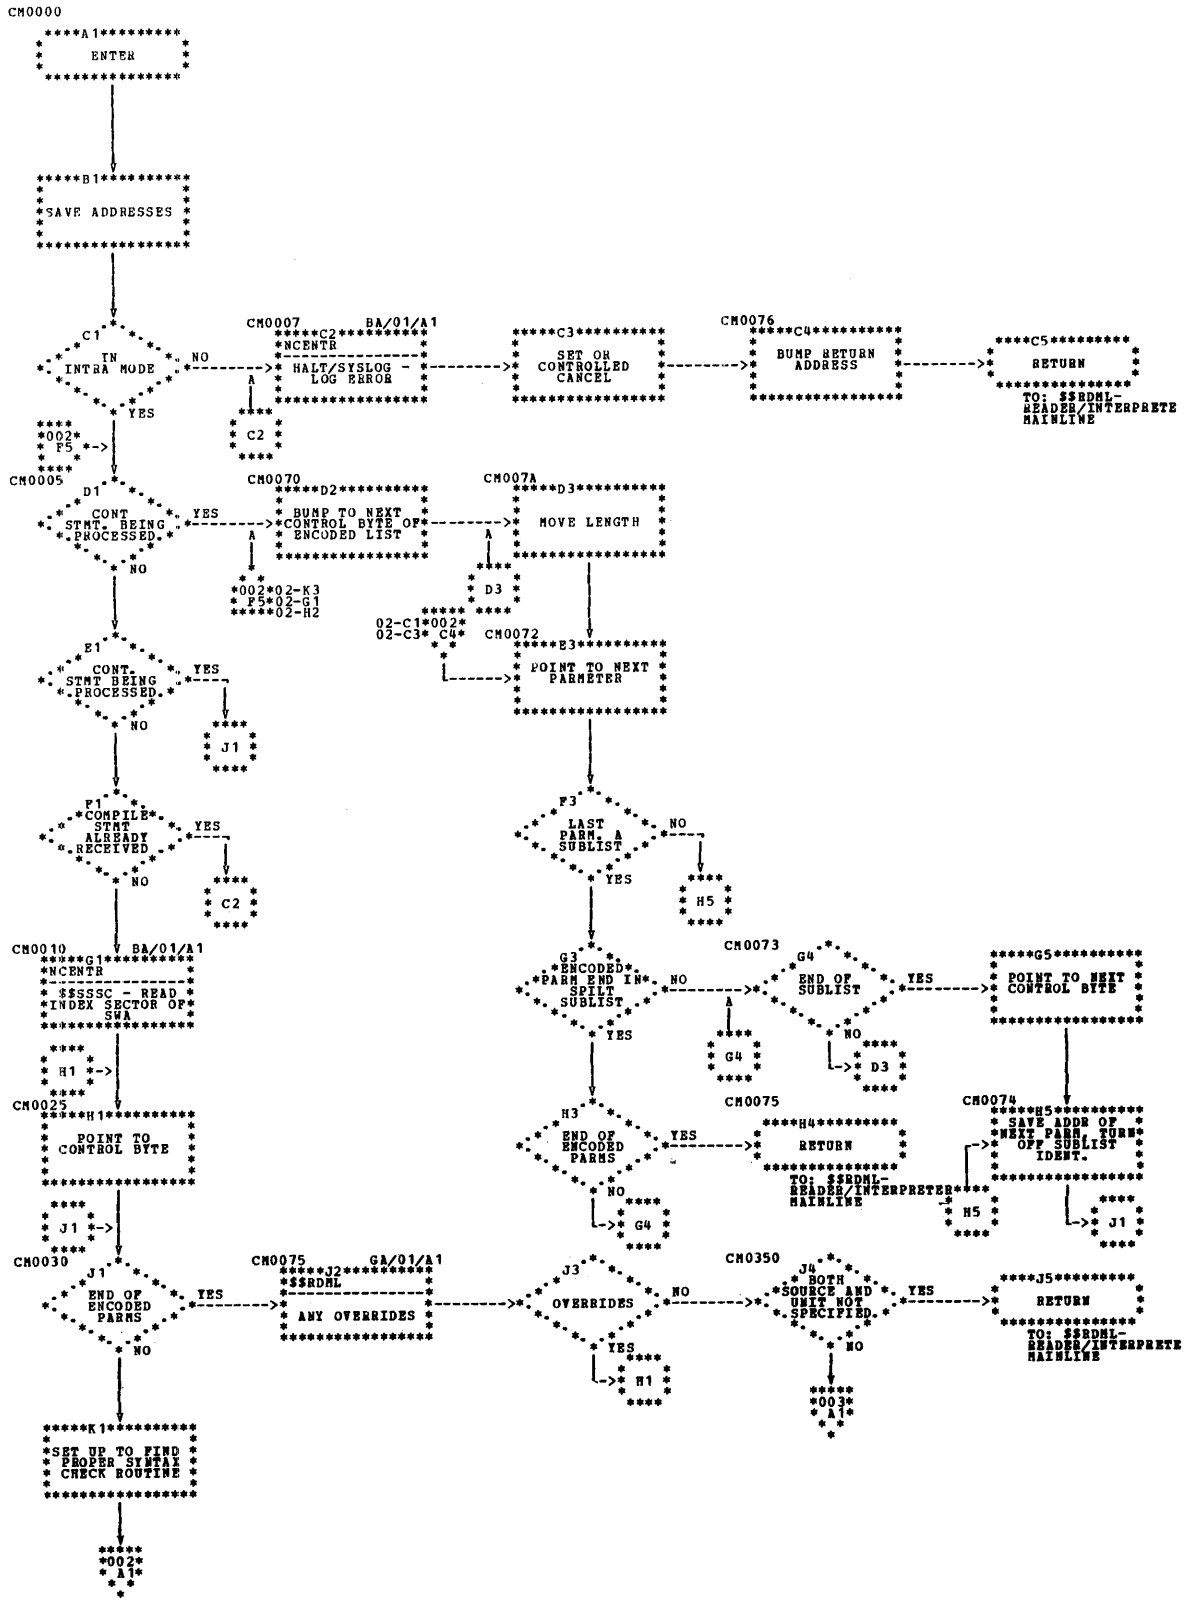 CM0000
A1
ENTER
B1
SAVE ADDRESSES
C1
IN
INTRA MODE
NO
YES
CM0007 BA/01/A1
C2
NCENTR
HALT/SYSLOG -
LOG ERROR
A
C2
C3
SET OR
CONTROLLED
CANCEL
CM0076
C4
BUMP RETURN
ADDRESS
C5
RETURN
TO: $$RDML-
READER/INTERPRETE
MAINLINE
002
F5
CM0005
D1
CONT
STMT. BEING
PROCESSED
YES
NO
CM0070
D2
BUMP TO NEXT
CONTROL BYTE OF
ENCODED LIST
A
002 02-K3
F5 02-G1
02-H2
CM007A
D3
MOVE LENGTH
A
D3
02-C1 002
02-C3 C4
CM0072
E3
POINT TO NEXT
PARMETER
E1
CONT.
STMT BEING
PROCESSED
YES
NO
J1
F1
COMPILE
STMT
ALREADY
RECEIVED
YES
NO
C2
F3
LAST
PARM. A
SUBLIST
NO
YES
H5
CM0010 BA/01/A1
G1
NCENTR
$$SSSC - READ
INDEX SECTOR OF
SWA
G3
ENCODED
PARM END IN
SPILT
SUBLIST
NO
YES
A
G4
CM0073
G4
END OF
SUBLIST
YES
NO
D3
G5
POINT TO NEXT
CONTROL BYTE
H1
CM0025
H1
POINT TO
CONTROL BYTE
H3
END OF
ENCODED
PARMS
YES
NO
G4
CM0075
H4
RETURN
TO: $$RDML-
READER/INTERPRETER
MAINLINE
CM0074
H5
SAVE ADDR OF
NEXT PARM, TURN
OFF SUBLIST
IDENT.
H5
J1
J1
CM0030
J1
END OF
ENCODED
PARMS
YES
NO
CM0075 GA/01/A1
J2
$$RDML
ANY OVERRIDES
J3
OVERRIDES
NO
YES
H1
CM0350
J4
BOTH
SOURCE AND
UNIT NOT
SPECIFIED
YES
NO
003
A1
J5
RETURN
TO: $$RDML-
READER/INTERPRETE
MAINLINE
K1
SET UP TO FIND
PROPER SYNTAX
CHECK ROUTINE
002
A1